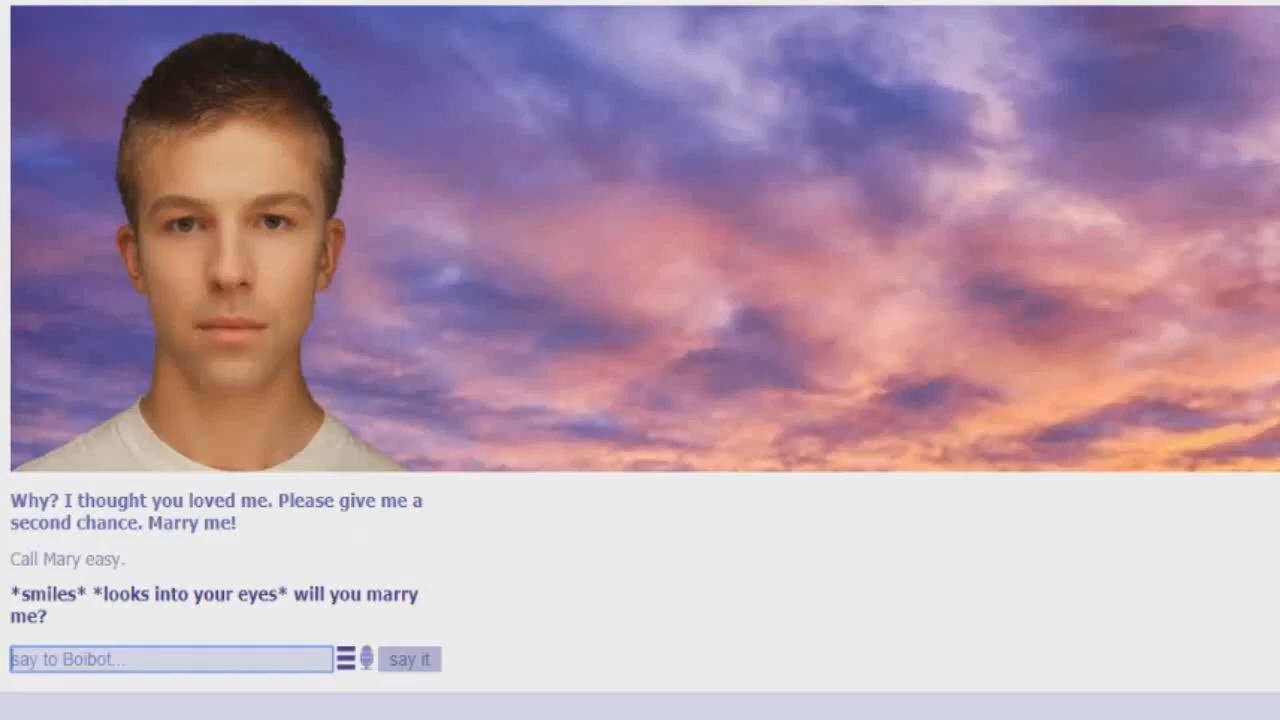 Why? I thought you loved me. Please give me a
second chance. Marry me!
Call Mary easy.
*smiles* *looks into your eyes* will you marry
me?
say to Boibot...
say it